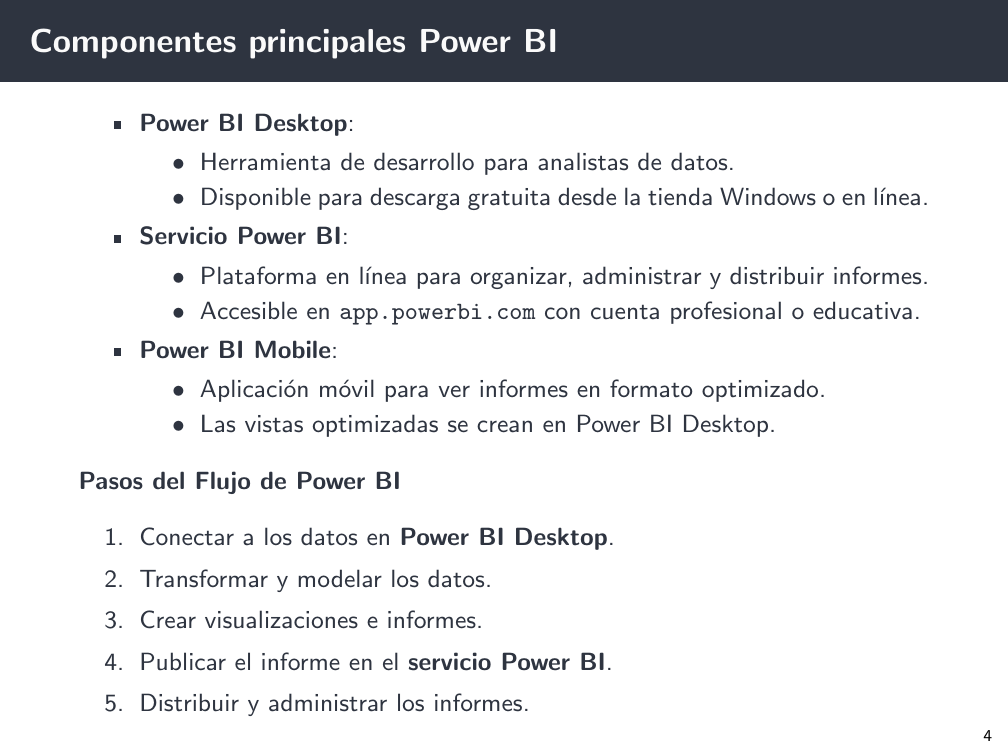 Componentes principales Power BI
▪ Power BI Desktop:
• Herramienta de desarrollo para analistas de datos.
• Disponible para descarga gratuita desde la tienda Windows o en línea.
▪ Servicio Power BI:
• Plataforma en línea para organizar, administrar y distribuir informes.
• Accesible en app.powerbi.com con cuenta profesional o educativa.
▪ Power BI Mobile:
• Aplicación móvil para ver informes en formato optimizado.
• Las vistas optimizadas se crean en Power BI Desktop.
Pasos del Flujo de Power BI
1. Conectar a los datos en Power BI Desktop.
2. Transformar y modelar los datos.
3. Crear visualizaciones e informes.
4. Publicar el informe en el servicio Power BI.
5. Distribuir y administrar los informes.
4